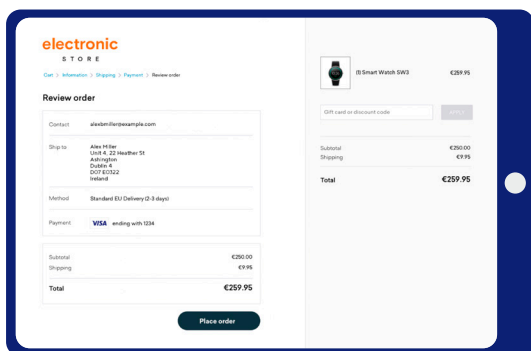 electronic
STORE
Cart > Information > Shipping > Payment > Review order
Review order
Contact alexbmiller@example.com
Ship to Alex Miller
Unit 4, 22 Heather St
Ashington
Dublin 4
D07 E0322
Ireland
Method Standard EU Delivery (2-3 days)
Payment VISA ending with 1234
Subtotal €250.00
Shipping €9.95
Total €259.95
Place order
(1) Smart Watch SW3 €259.95
Gift card or discount code APPLY
Subtotal €250.00
Shipping €9.95
Total €259.95